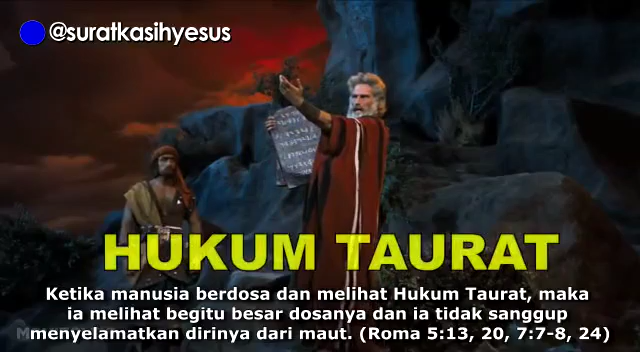 @suratkasihyesus
HUKUM TAURAT
Ketika manusia berdosa dan melihat Hukum Taurat, maka
ia melihat begitu besar dosanya dan ia tidak sanggup
menyelamatkan dirinya dari maut. (Roma 5:13, 20, 7:7-8, 24)